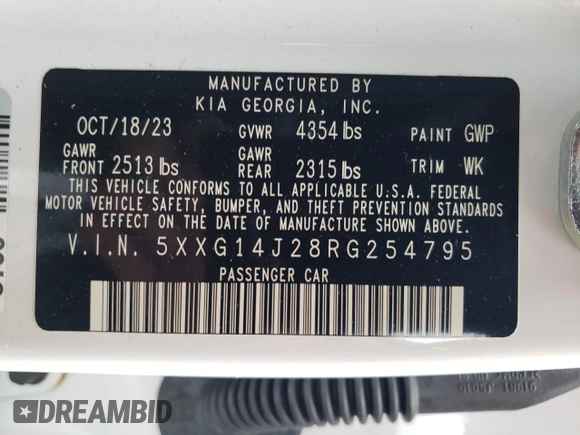 MANUFACTURED BY
KIA GEORGIA, INC.
OCT/18/23 GVWR 4354 lbs PAINT GWP
GAWR FRONT 2513 lbs GAWR REAR 2315 lbs TRIM WK
THIS VEHICLE CONFORMS TO ALL APPLICABLE U.S.A. FEDERAL
MOTOR VEHICLE SAFETY, BUMPER, AND THEFT PREVENTION STANDARDS
IN EFFECT ON THE DATE OF MANUFACTURE SHOWN ABOVE.
V.I.N. 5XXG14J28RG254795
PASSENGER CAR
91981-J5010
DREAMBID